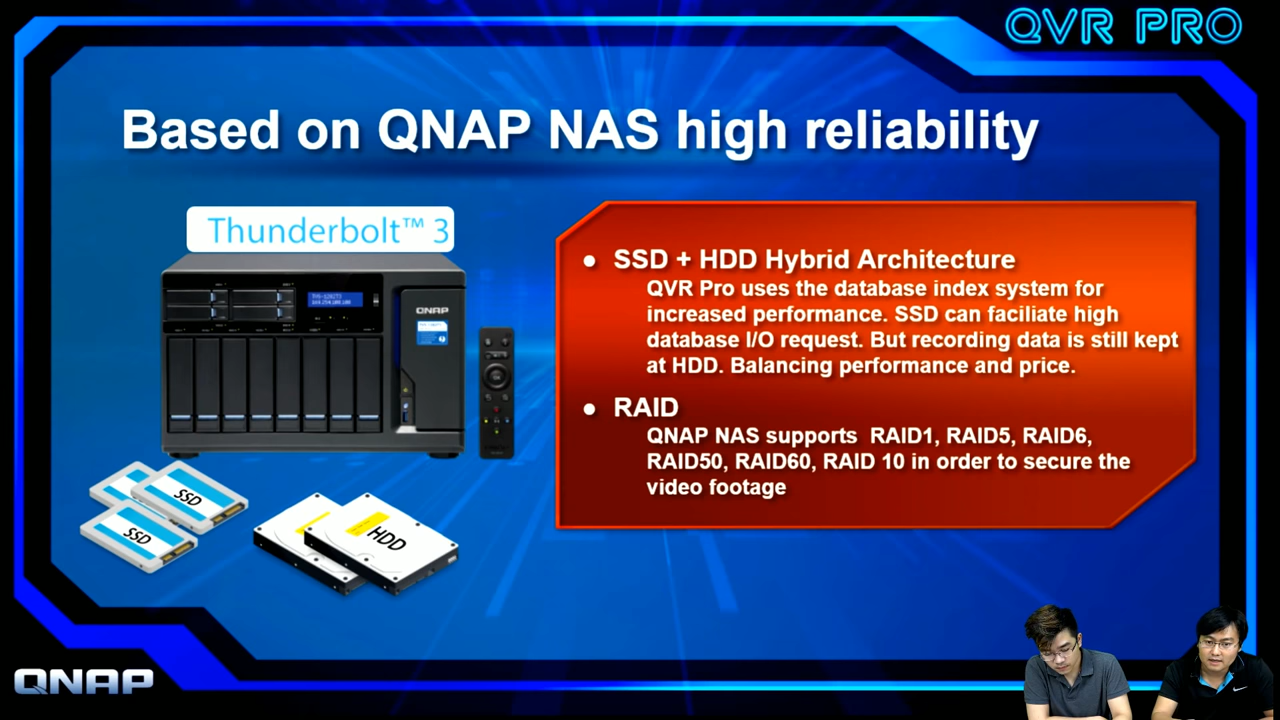 QVR PRO
Based on QNAP NAS high reliability
Thunderbolt™ 3
QNAP
SSD
SSD
HDD
● SSD + HDD Hybrid Architecture
QVR Pro uses the database index system for
increased performance. SSD can faciliate high
database I/O request. But recording data is still kept
at HDD. Balancing performance and price.
● RAID
QNAP NAS supports RAID1, RAID5, RAID6,
RAID50, RAID60, RAID 10 in order to secure the
video footage
QNAP